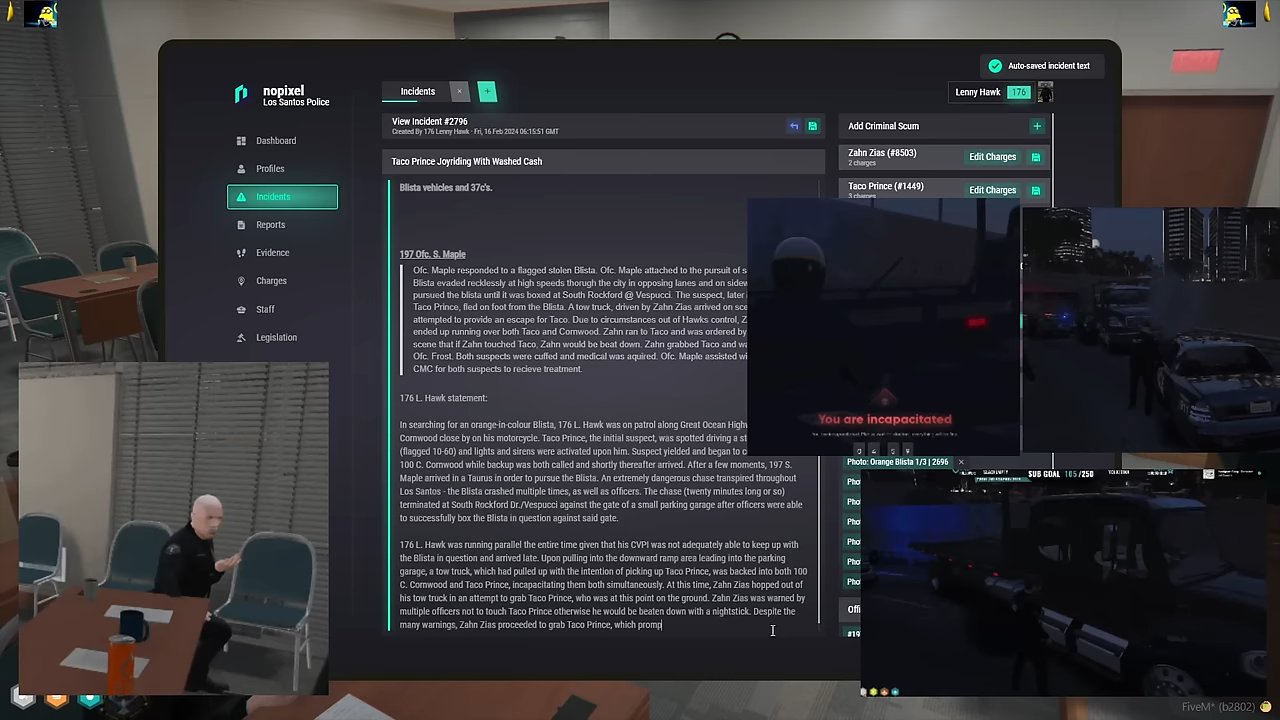 Auto-saved incident text
nopixel
Los Santos Police
Incidents
×
+
Lenny Hawk 176
Dashboard
Profiles
Incidents
Reports
Evidence
Charges
Staff
Legislation
View Incident #2796
Created By 176 Lenny Hawk · Fri, 16 Feb 2024 06:15:51 GMT
Taco Prince Joyriding With Washed Cash
Blista vehicles and 37c's.
197 Ofc. S. Maple
Ofc. Maple responded to a flagged stolen Blista. Ofc. Maple attached to the pursuit of
Blista evaded recklessly at high speeds thorugh the city in opposing lanes and on
pursued the blista until it was boxed at South Rockford @ Vespucci. The suspect, later
Taco Prince, fled on foot from the Blista. A tow truck, driven by Zahn Zias arrived on
attempted to provide an escape for Taco. Due to circumstances out of Hawks control,
ended up running over both Taco and Cornwood. Zahn ran to Taco and was ordered by
scene that if Zahn touched Taco, Zahn would be beat down. Zahn grabbed Taco and
Ofc. Frost. Both suspects were cuffed and medical was aquired. Ofc. Maple assisted
CMC for both suspects to recieve treatment.
176 L. Hawk statement:
In searching for an orange-in-colour Blista, 176 L. Hawk was on patrol along Great Ocean
Cornwood close by on his motorcycle. Taco Prince, the initial suspect, was spotted driving a
(flagged 10-60) and lights and sirens were activated upon him. Suspect yielded and began to
100 C. Cornwood while backup was both called and shortly thereafter arrived. After a few moments, 197 S.
Maple arrived in a Taurus in order to pursue the Blista. An extremely dangerous chase transpired throughout
Los Santos - the Blista crashed multiple times, as well as officers. The chase (twenty minutes long or so)
terminated at South Rockford Dr./Vespucci against the gate of a small parking garage after officers were able
to successfully box the Blista in question against said gate.
176 L. Hawk was running parallel the entire time given that his CVPI was not adequately able to keep up with
the Blista in question and arrived late. Upon pulling into the downward ramp area leading into the parking
garage, a tow truck, which had pulled up with the intention of picking up Taco Prince, was backed into both 100
C. Cornwood and Taco Prince, incapacitating them both simultaneously. At this time, Zahn Zias hopped out of
his tow truck in an attempt to grab Taco Prince, who was at this point on the ground. Zahn Zias was warned by
multiple officers not to touch Taco Prince otherwise he would be beaten down with a nightstick. Despite the
many warnings, Zahn Zias proceeded to grab Taco Prince, which promp
Add Criminal Scum +
Zahn Zias (#8503)
2 charges
Edit Charges
Taco Prince (#1449)
3 charges
Edit Charges
You are incapacitated
Photo: Orange Blista 1/3 | 2696 ×
Pho
Pho
Pho
Pho
Pho
Pho
Offi
#19
SUB GOAL 165/250
FiveM* (b2802)